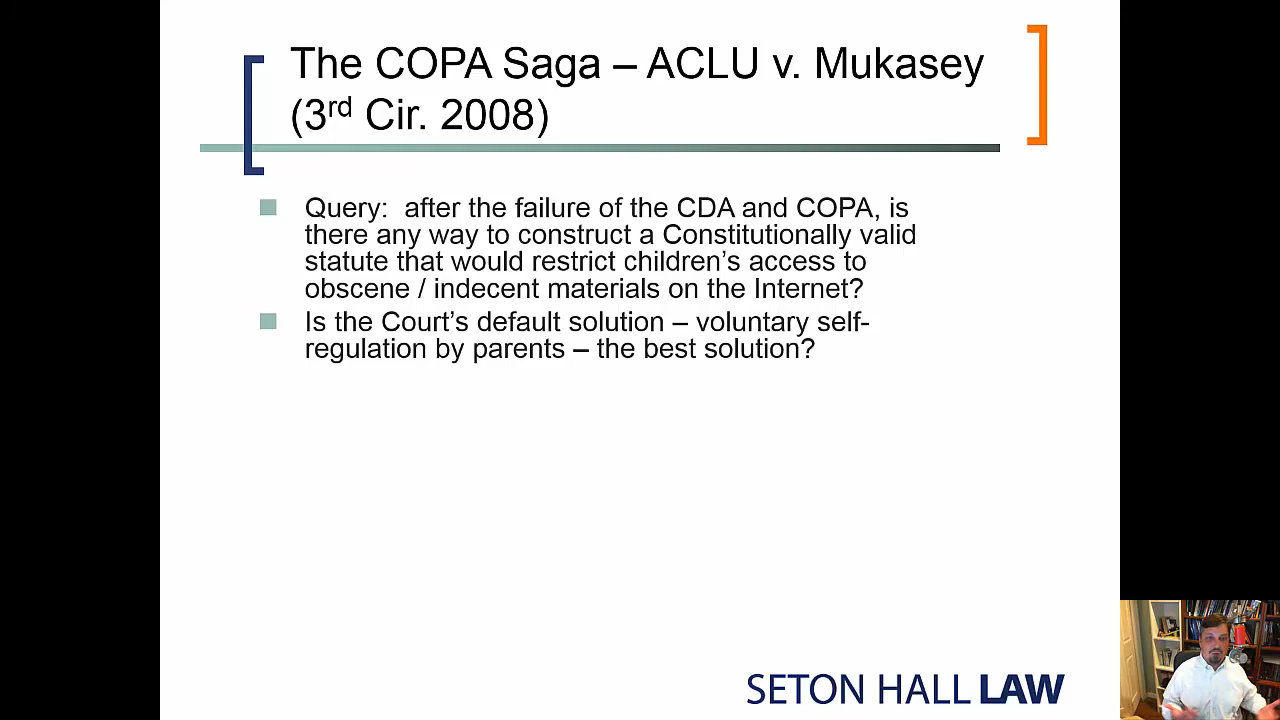 The COPA Saga – ACLU v. Mukasey
(3rd Cir. 2008)
Query:  after the failure of the CDA and COPA, is
there any way to construct a Constitutionally valid
statute that would restrict children’s access to
obscene / indecent materials on the Internet?
Is the Court’s default solution – voluntary self-
regulation by parents – the best solution?
SETON HALL LAW